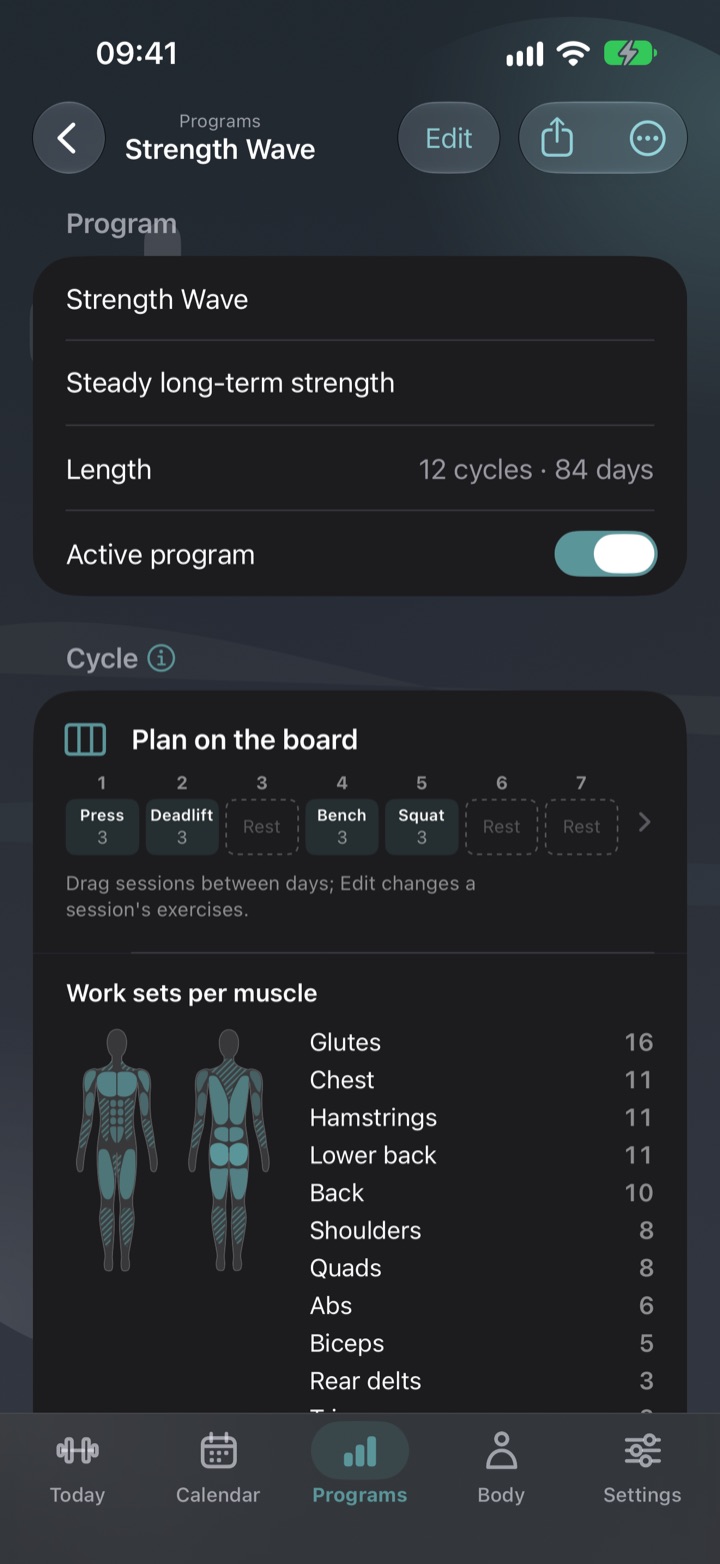 09:41
Programs
Strength Wave
Edit
Program
Strength Wave
Steady long-term strength
Length 12 cycles · 84 days
Active program
Cycle
Plan on the board
1 2 3 4 5 6 7
Press Deadlift Rest Bench Squat Rest Rest
3 3 3 3
Drag sessions between days; Edit changes a
session's exercises.
Work sets per muscle
Glutes 16
Chest 11
Hamstrings 11
Lower back 11
Back 10
Shoulders 8
Quads 8
Abs 6
Biceps 5
Rear delts 3
Today Calendar Programs Body Settings